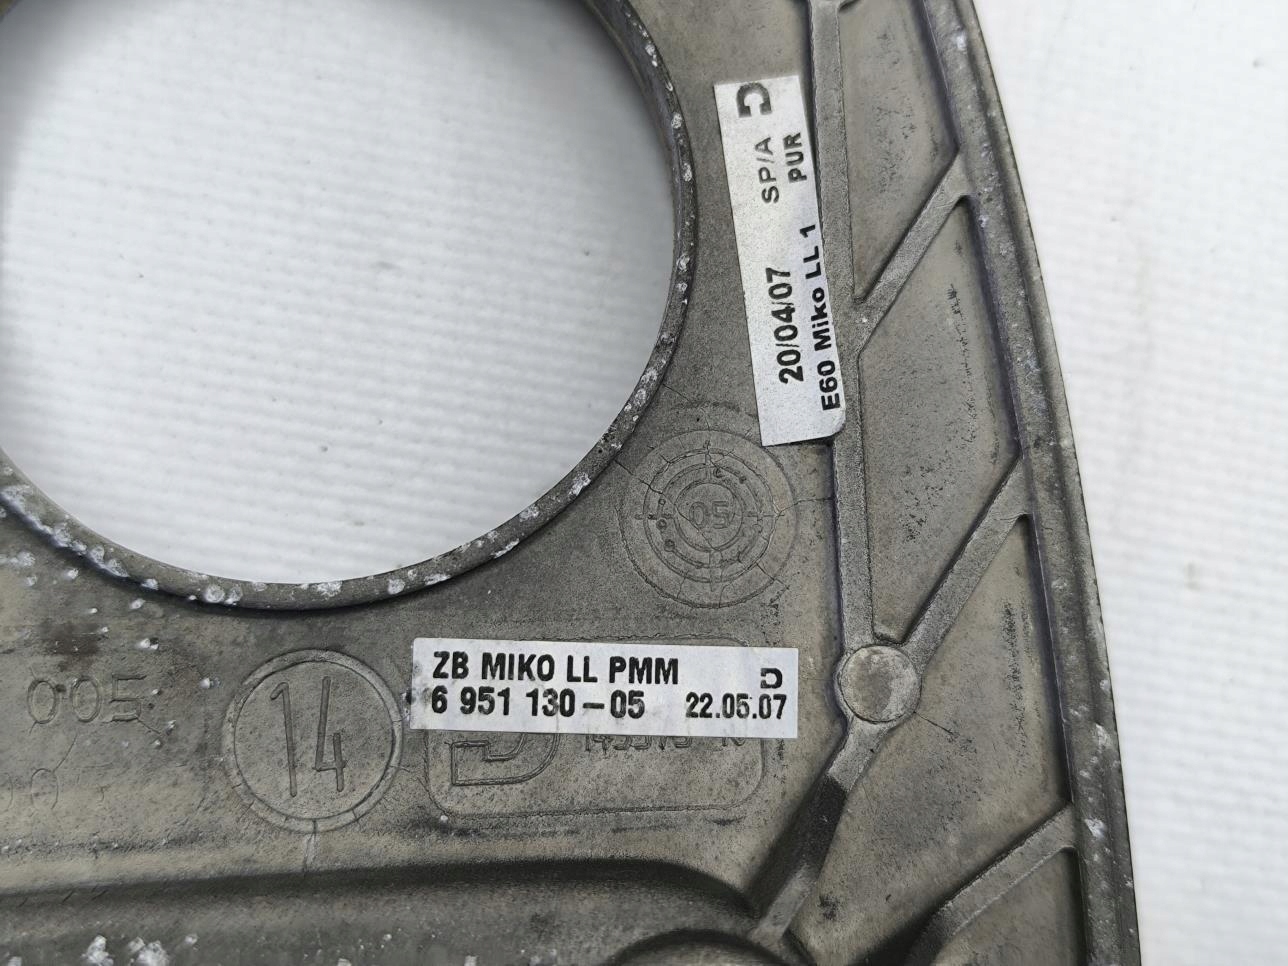 SP/A
PUR
20/04/07
E60 Miko LL 1
05
ZB MIKO LL PMM
6 951 130-05 22.05.07
005
14